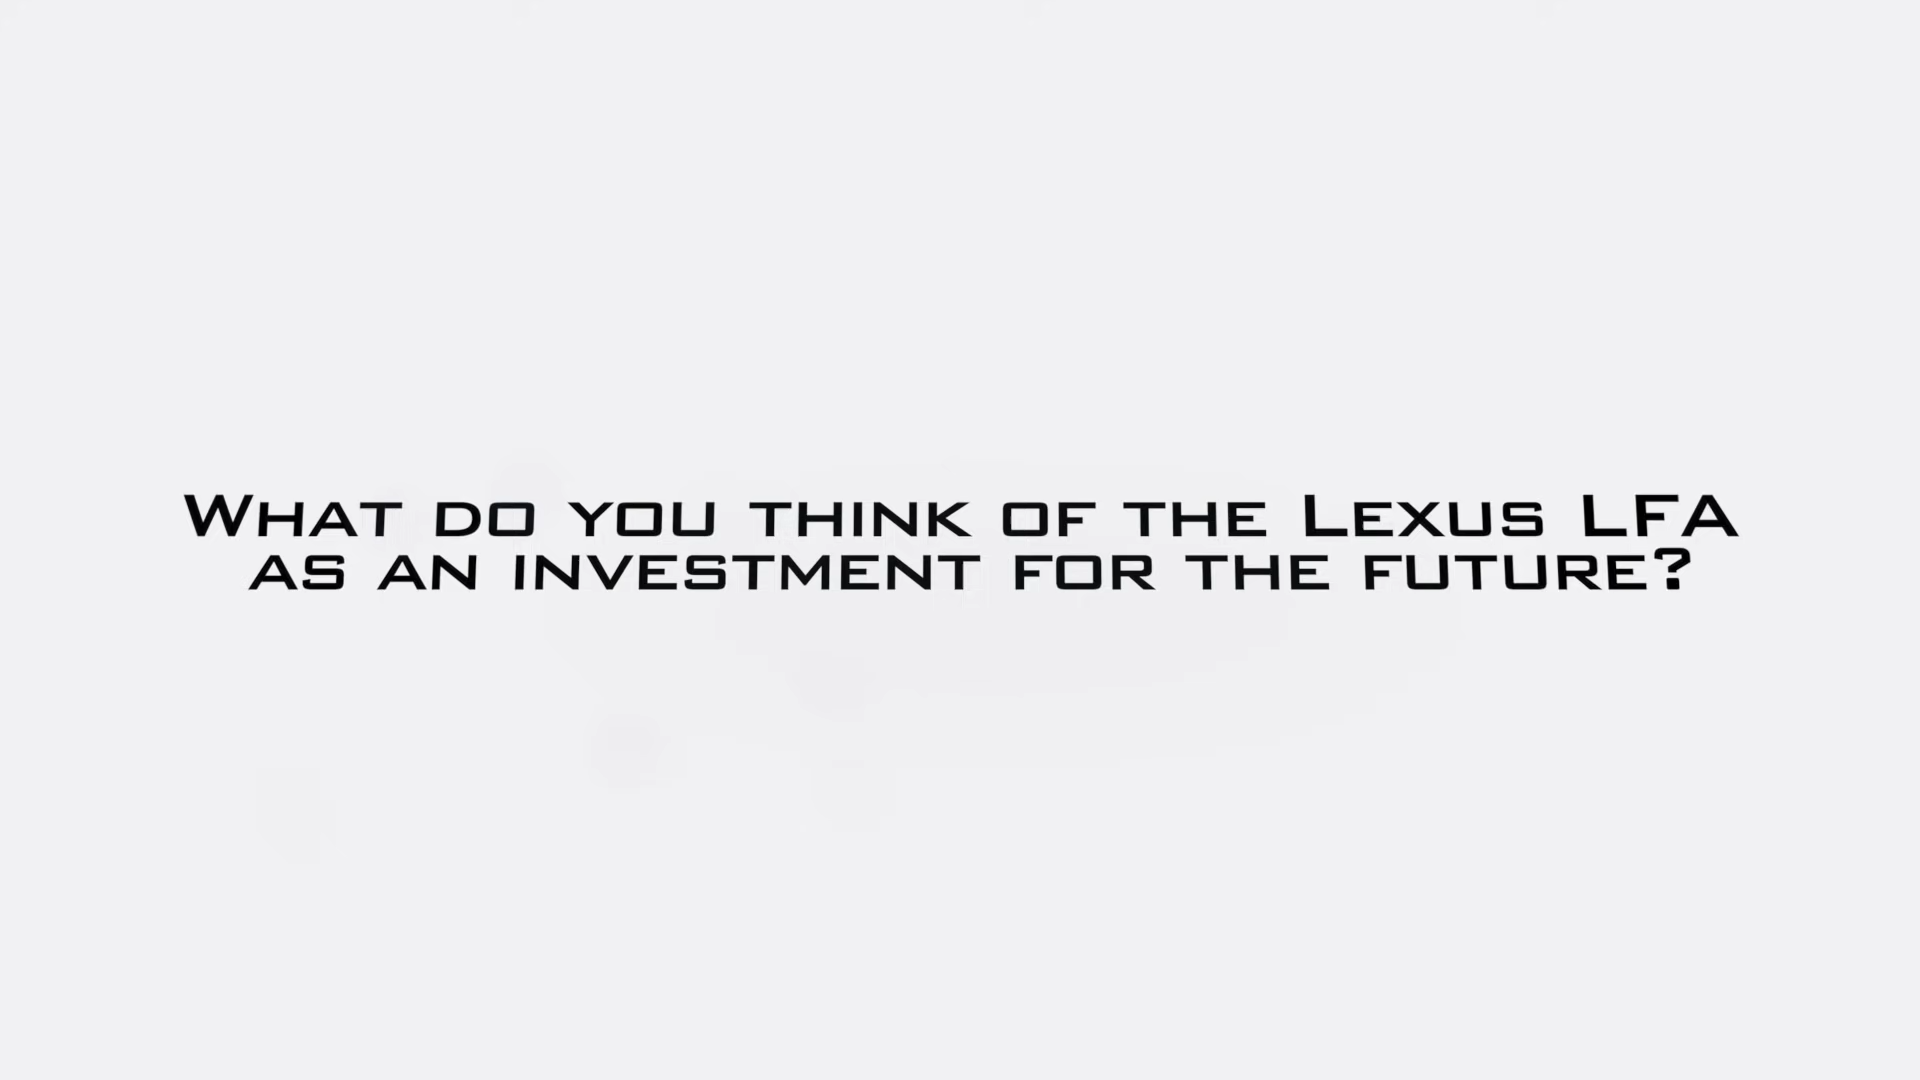 What do you think of the Lexus LFA
as an investment for the future?